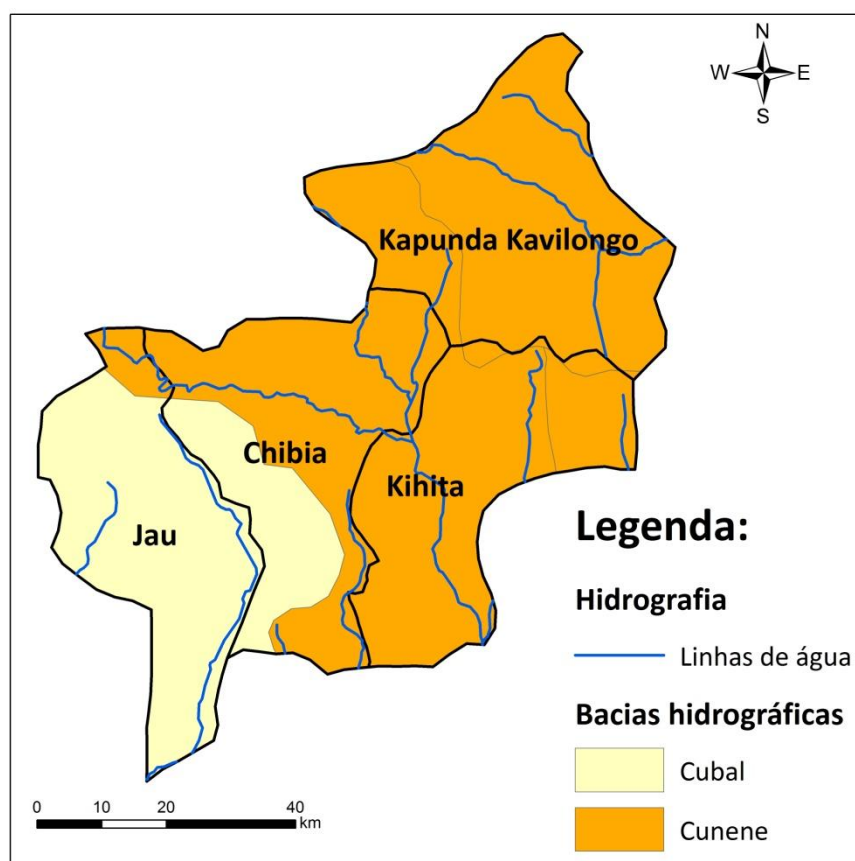 N
W E
S
Kapunda Kavilongo
Chibia
Kihita
Jau
Legenda:
Hidrografia
Linhas de água
Bacias hidrográficas
Cubal
Cunene
0 10 20 40
km